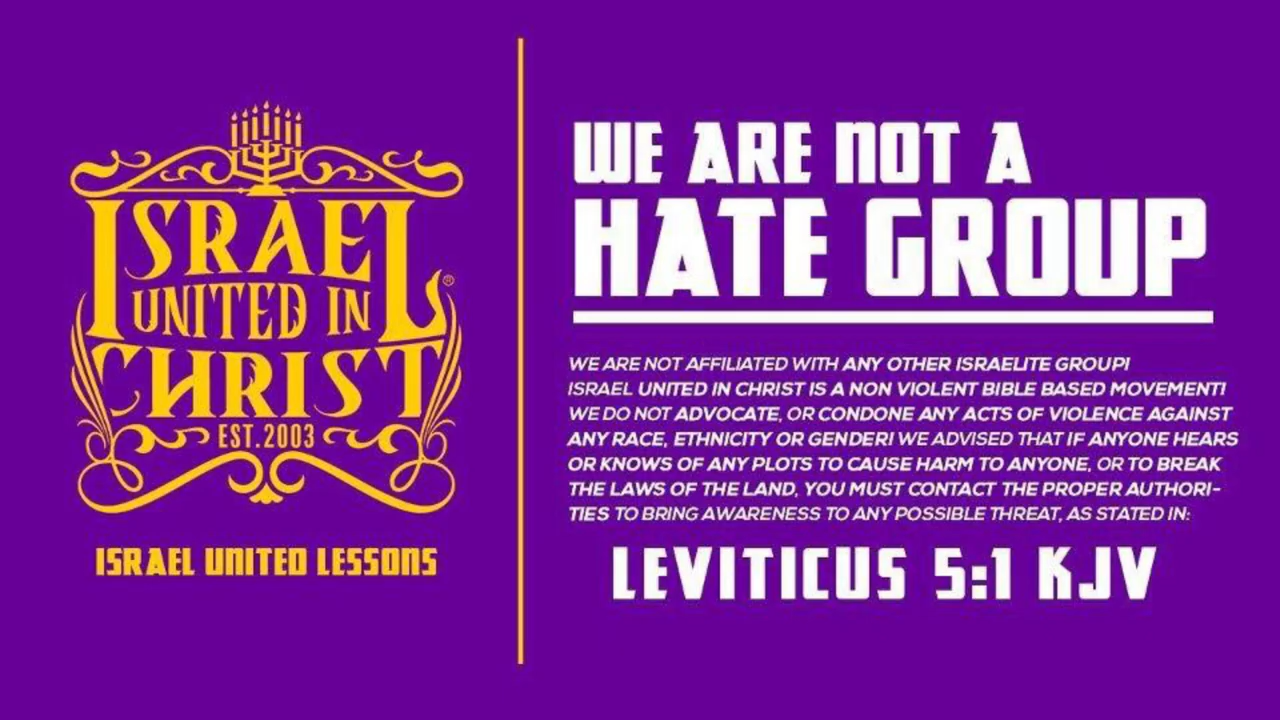 ISRAEL
UNITED IN
CHRIST
®
EST. 2003
ISRAEL UNITED LESSONS
WE ARE NOT A
HATE GROUP
WE ARE NOT AFFILIATED WITH ANY OTHER ISRAELITE GROUP!
ISRAEL UNITED IN CHRIST IS A NON VIOLENT BIBLE BASED MOVEMENT!
WE DO NOT ADVOCATE, OR CONDONE ANY ACTS OF VIOLENCE AGAINST
ANY RACE, ETHNICITY OR GENDER! WE ADVISED THAT IF ANYONE HEARS
OR KNOWS OF ANY PLOTS TO CAUSE HARM TO ANYONE, OR TO BREAK
THE LAWS OF THE LAND, YOU MUST CONTACT THE PROPER AUTHORI-
TIES TO BRING AWARENESS TO ANY POSSIBLE THREAT, AS STATED IN:
LEVITICUS 5:1 KJV